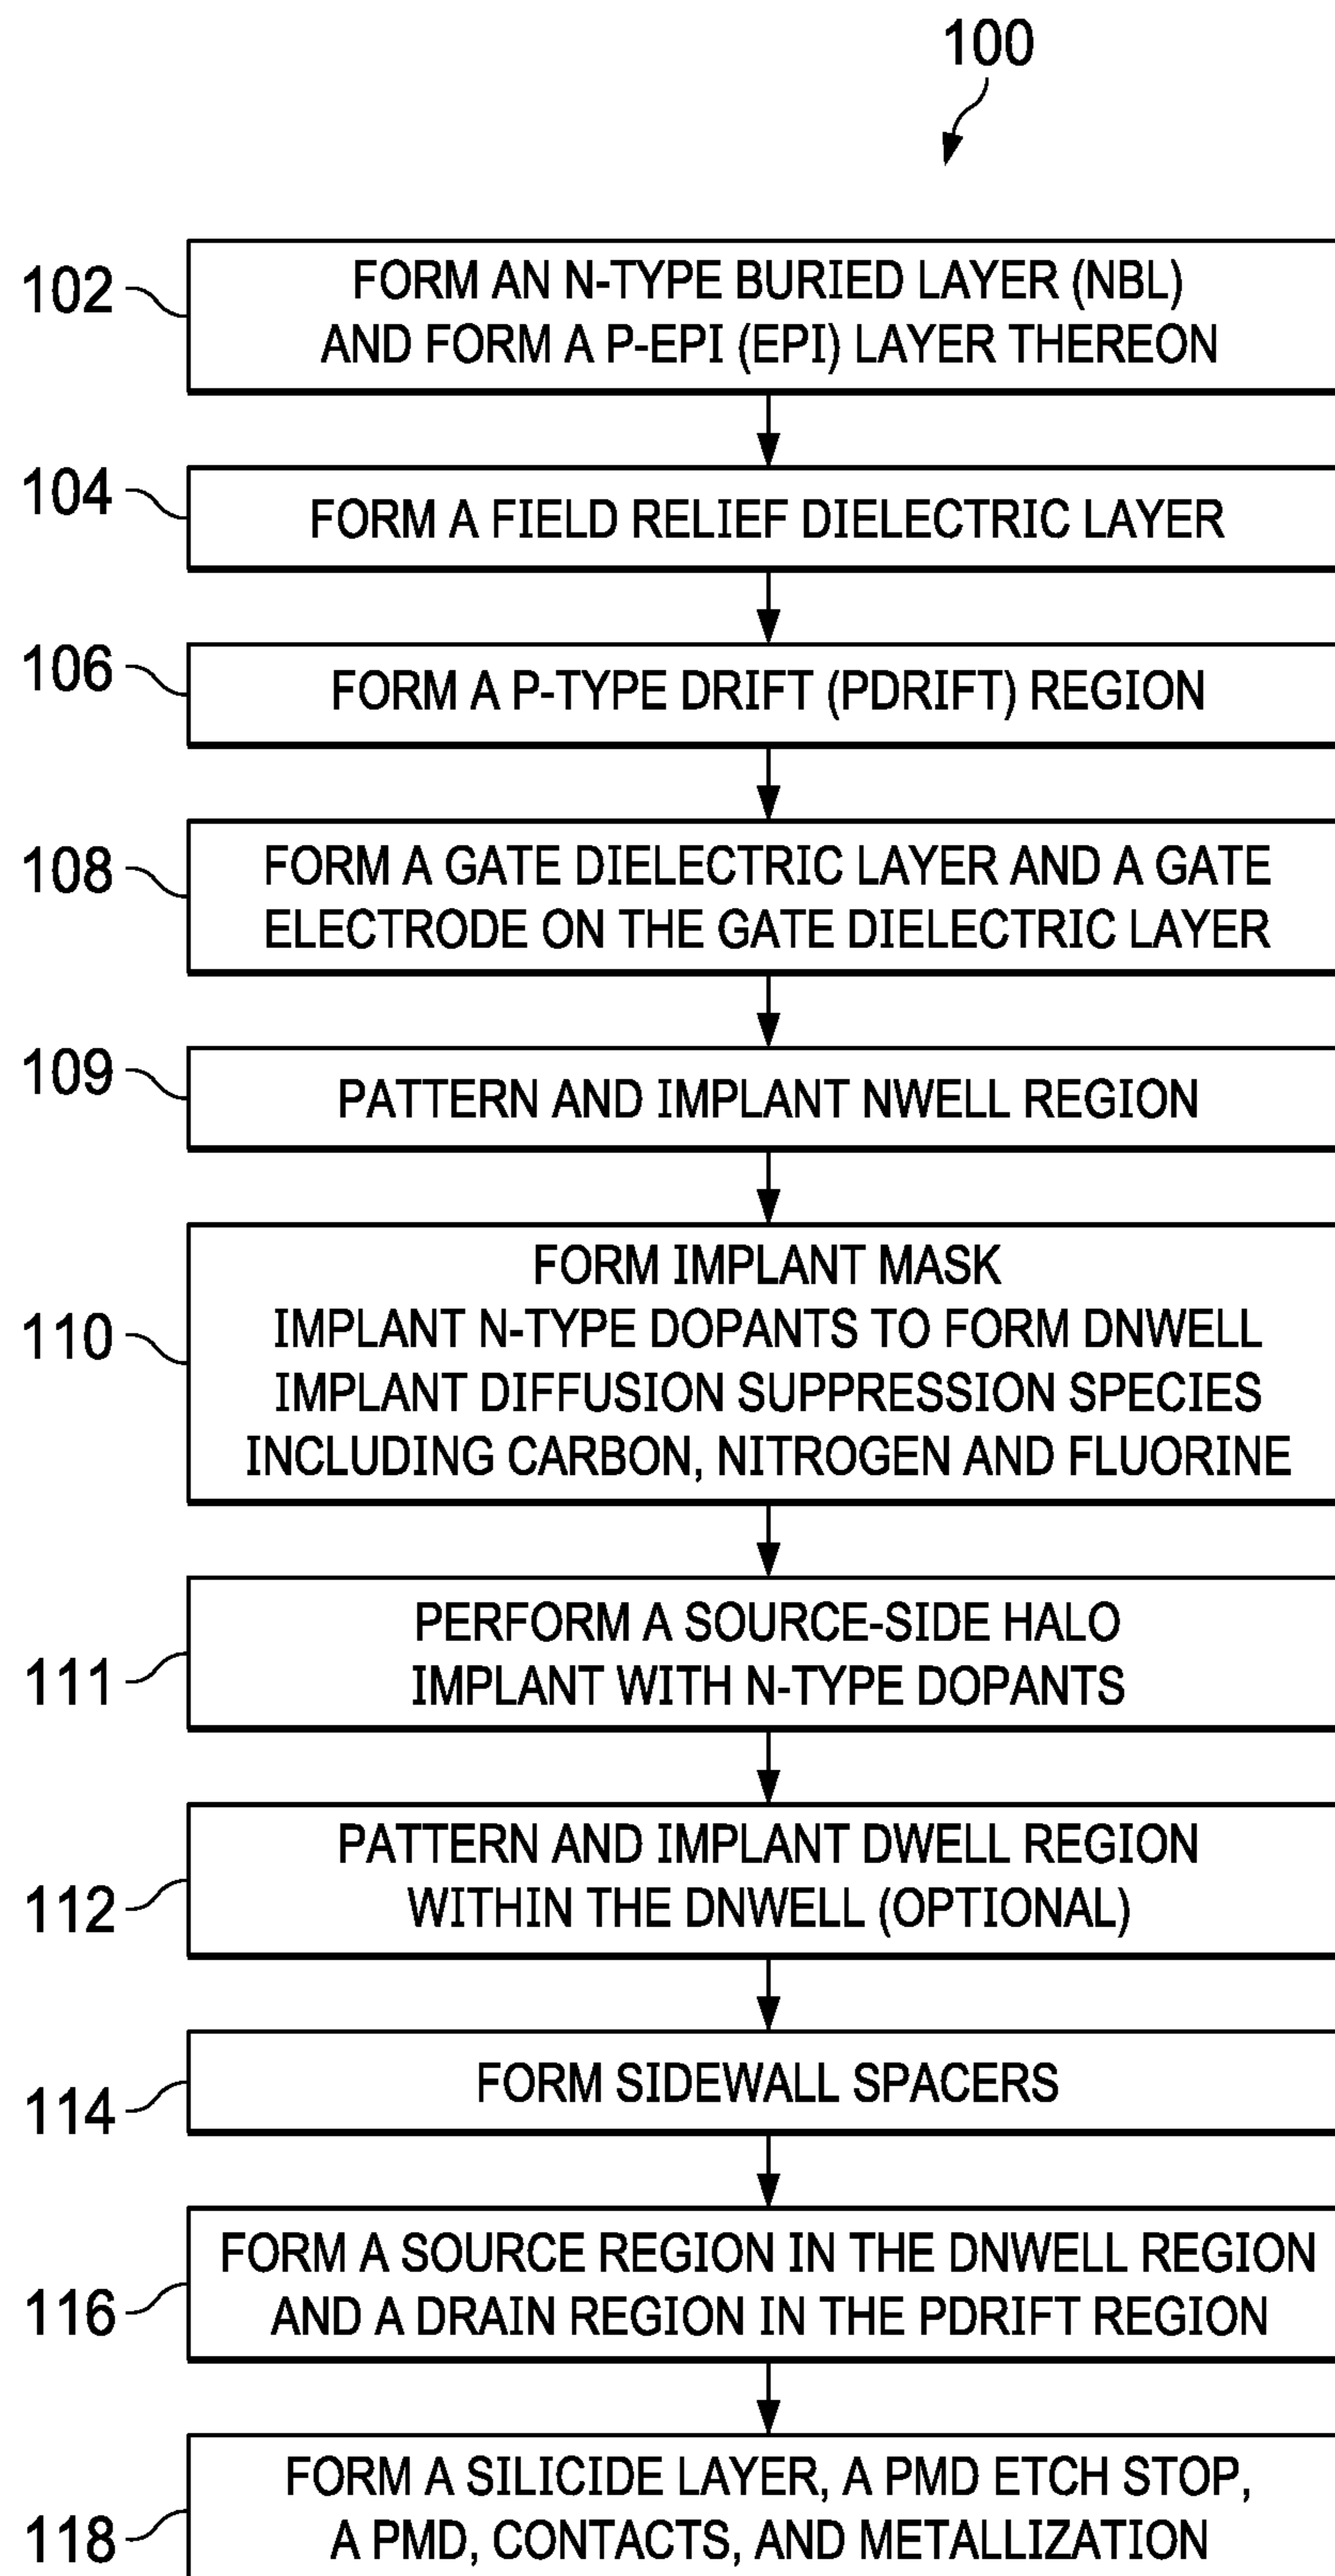 100
102
FORM AN N-TYPE BURIED LAYER (NBL)
AND FORM A P-EPI (EPI) LAYER THEREON
104
FORM A FIELD RELIEF DIELECTRIC LAYER
106
FORM A P-TYPE DRIFT (PDRIFT) REGION
108
FORM A GATE DIELECTRIC LAYER AND A GATE
ELECTRODE ON THE GATE DIELECTRIC LAYER
109
PATTERN AND IMPLANT NWELL REGION
110
FORM IMPLANT MASK
IMPLANT N-TYPE DOPANTS TO FORM DNWELL
IMPLANT DIFFUSION SUPPRESSION SPECIES
INCLUDING CARBON, NITROGEN AND FLUORINE
111
PERFORM A SOURCE-SIDE HALO
IMPLANT WITH N-TYPE DOPANTS
112
PATTERN AND IMPLANT DWELL REGION
WITHIN THE DNWELL (OPTIONAL)
114
FORM SIDEWALL SPACERS
116
FORM A SOURCE REGION IN THE DNWELL REGION
AND A DRAIN REGION IN THE PDRIFT REGION
118
FORM A SILICIDE LAYER, A PMD ETCH STOP,
A PMD, CONTACTS, AND METALLIZATION